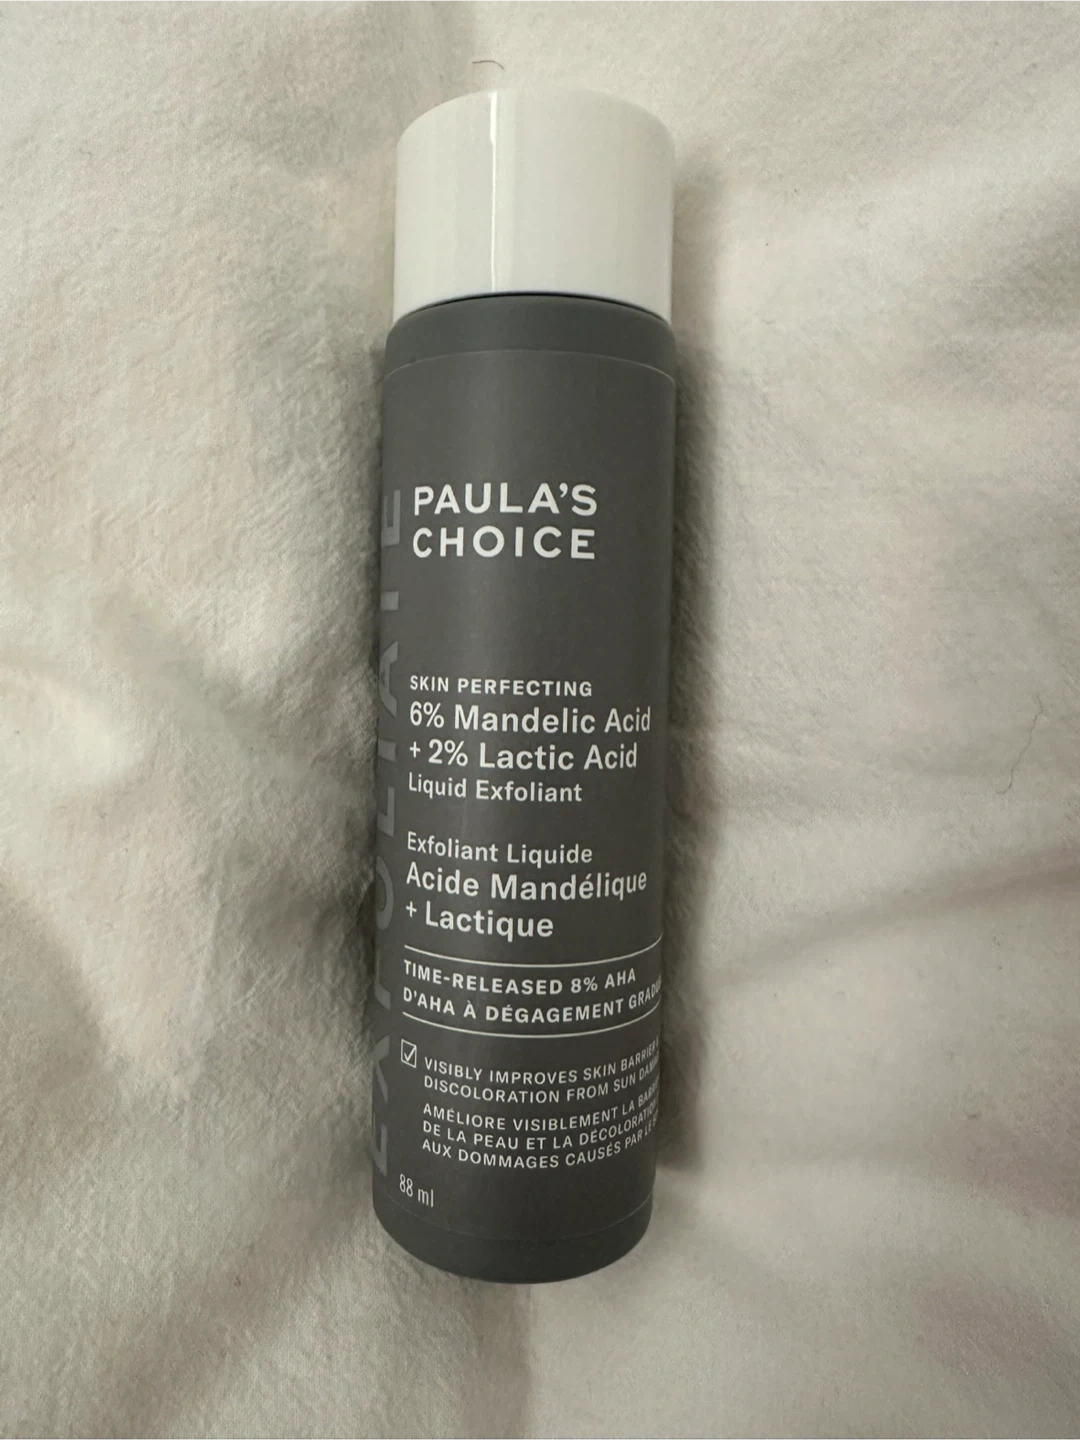 PAULA'S
CHOICE
SKIN PERFECTING
6% Mandelic Acid
+ 2% Lactic Acid
Liquid Exfoliant
Exfoliant Liquide
Acide Mandélique
+ Lactique
TIME-RELEASED 8% AHA
D'AHA À DÉGAGEMENT
VISIBLY IMPROVES SKIN BARRIER
DISCOLORATION FROM SUN
AMÉLIORE VISIBLEMENT LA
DE LA PEAU ET LA DÉCOLORATION
AUX DOMMAGES CAUSÉS PAR LE
88 ml
EXFOLIATE